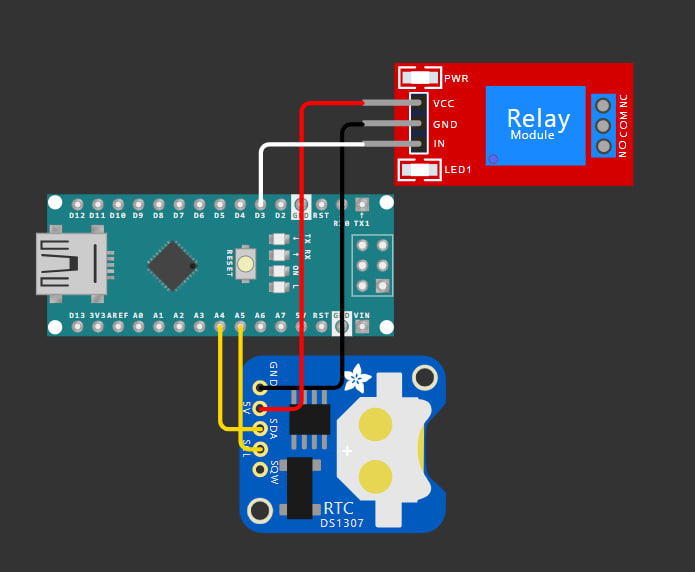 PWR
VCC
GND
IN
LED1
Relay
Module
NO COM NC
D12 D11 D10 D9 D8 D7 D6 D5 D4 D3 D2 GND RST RX0 TX1
RESET
TX RX
ON L
D13 3V3 AREF A0 A1 A2 A3 A4 A5 A6 A7 5V RST GND VIN
GND
5V
SDA
SCL
SQW
RTC
DS1307